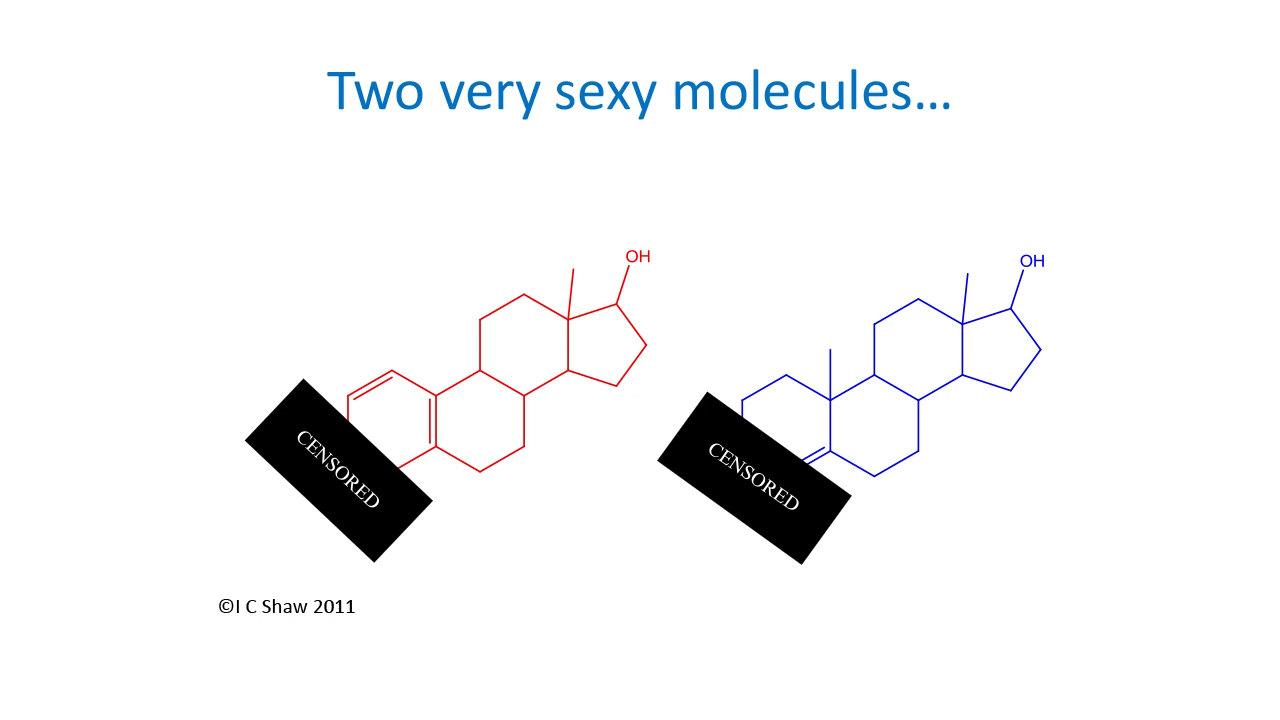 Two very sexy molecules…
OH
OH
CENSORED
CENSORED
©I C Shaw 2011